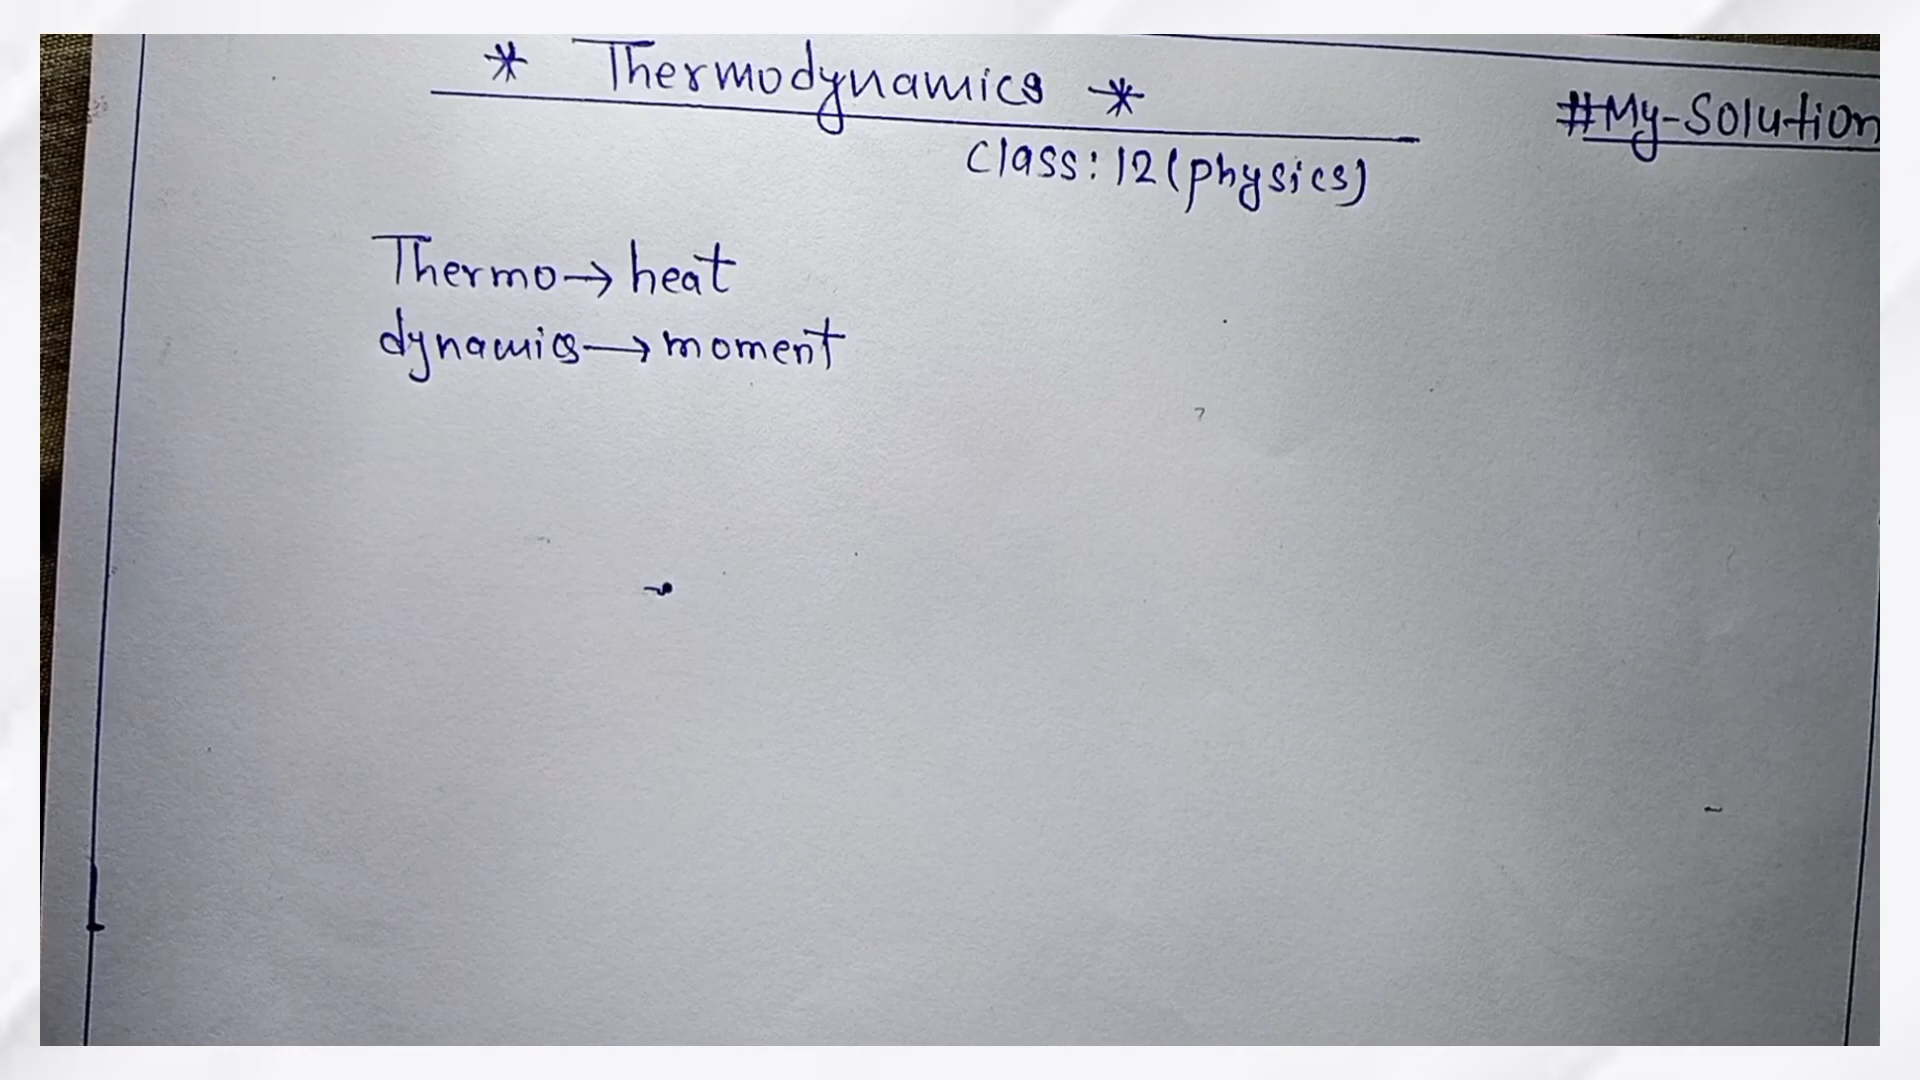 * Thermodynamics *
#My-Solution
Class: 12 (physics)
Thermo → heat
dynamics → moment